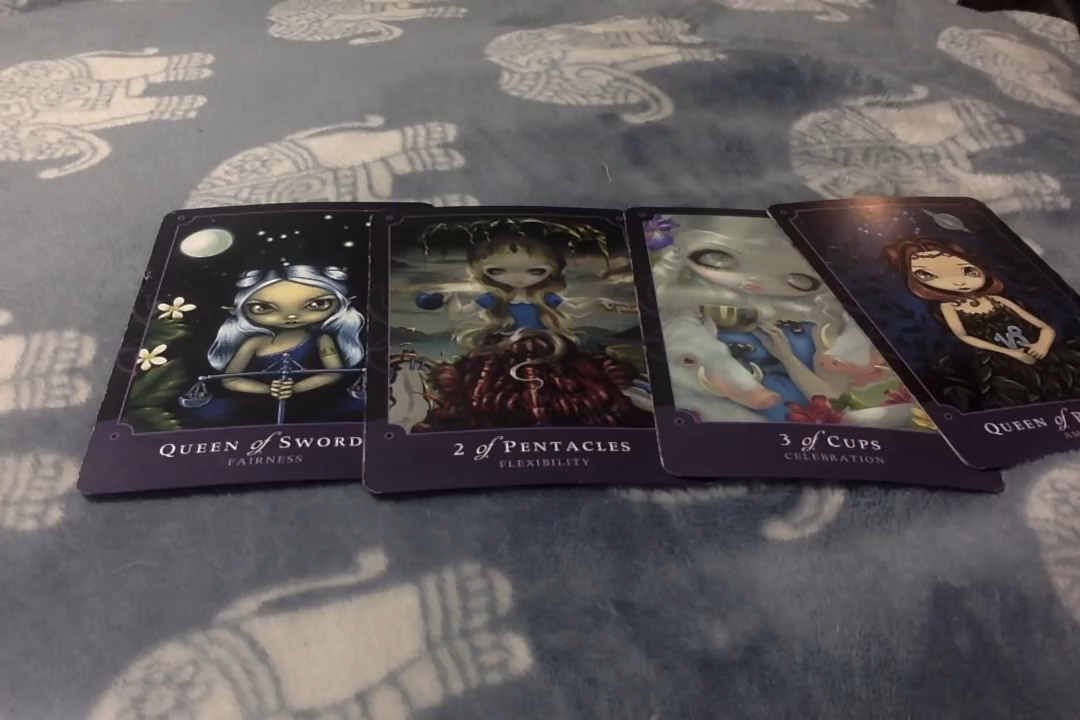 Queen of Sword
Fairness
2 of Pentacles
Flexibility
3 of Cups
Celebration
Queen of